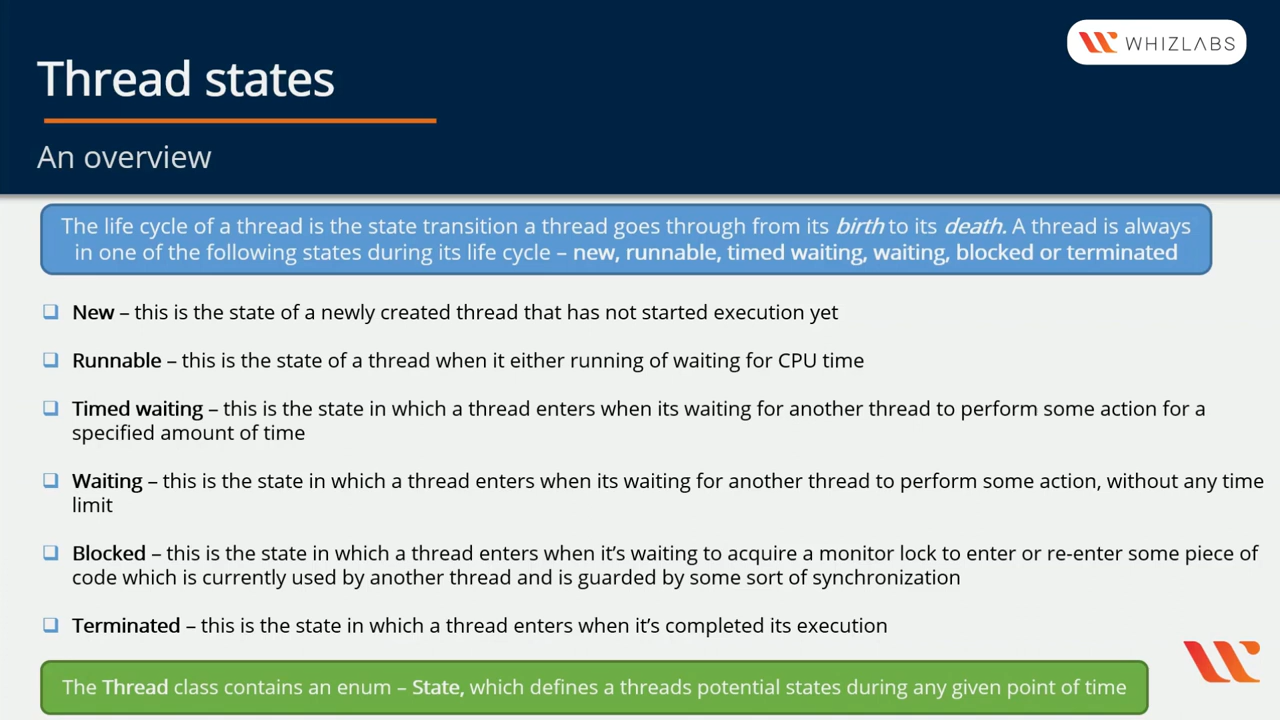 WHIZLABS
Thread states
An overview
The life cycle of a thread is the state transition a thread goes through from its birth to its death. A thread is always
in one of the following states during its life cycle – new, runnable, timed waiting, waiting, blocked or terminated
New – this is the state of a newly created thread that has not started execution yet
Runnable – this is the state of a thread when it either running of waiting for CPU time
Timed waiting – this is the state in which a thread enters when its waiting for another thread to perform some action for a
specified amount of time
Waiting – this is the state in which a thread enters when its waiting for another thread to perform some action, without any time
limit
Blocked – this is the state in which a thread enters when it’s waiting to acquire a monitor lock to enter or re-enter some piece of
code which is currently used by another thread and is guarded by some sort of synchronization
Terminated – this is the state in which a thread enters when it’s completed its execution
The Thread class contains an enum – State, which defines a threads potential states during any given point of time